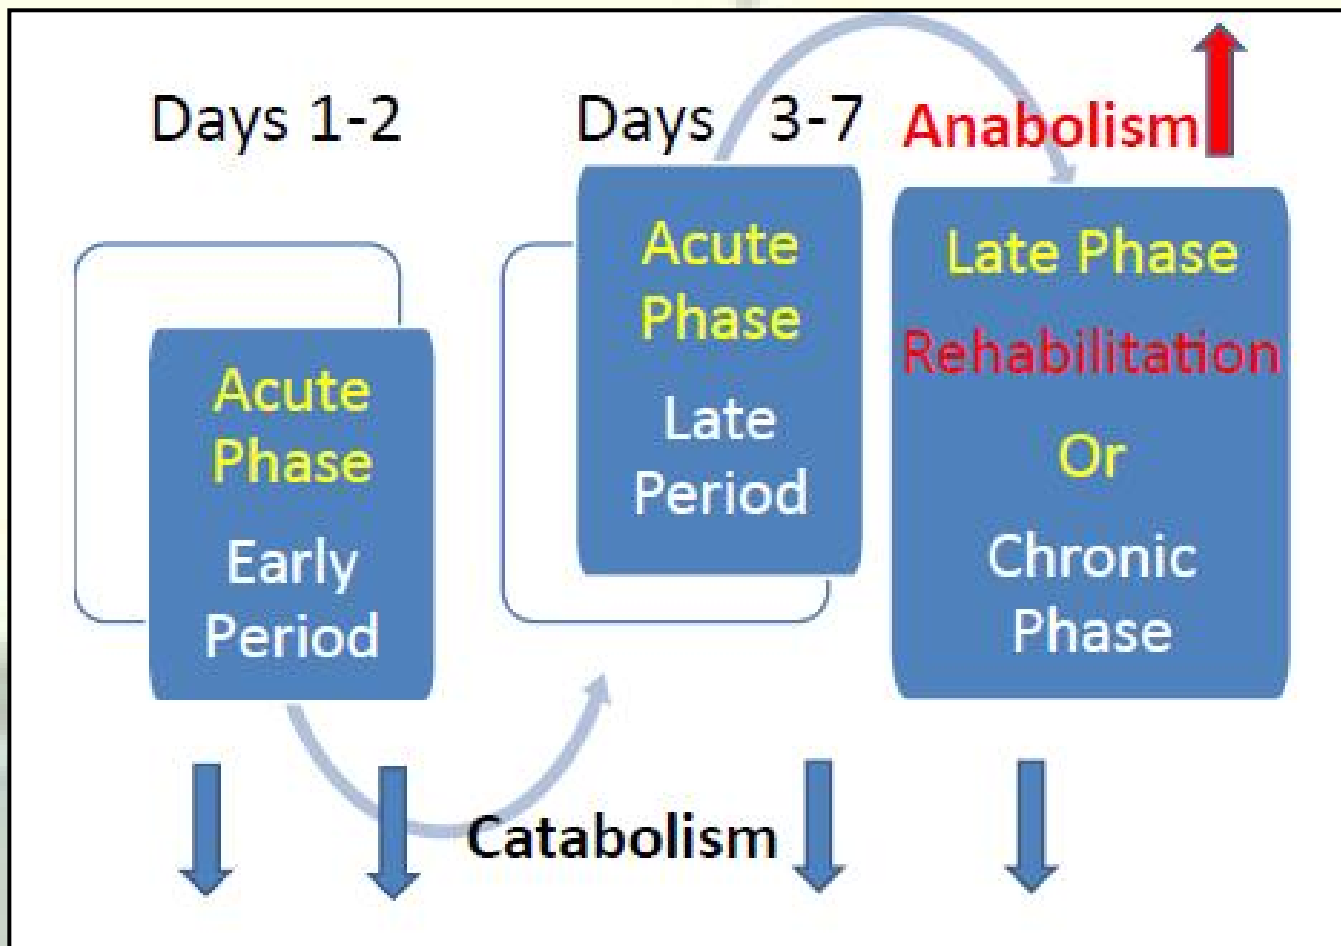 Days 1-2
Days 3-7
Anabolism
Acute
Phase
Early
Period
Acute
Phase
Late
Period
Late Phase
Rehabilitation
Or
Chronic
Phase
Catabolism